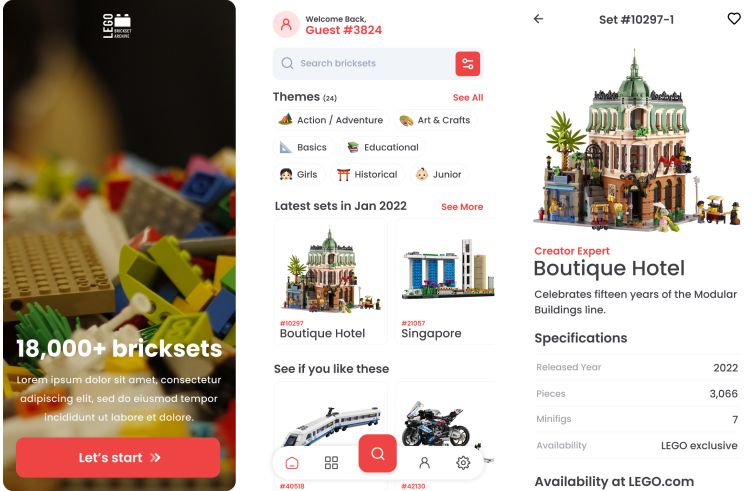 LEGO
BRICKSET
ARCHIVE
18,000+ bricksets
Lorem ipsum dolor sit amet, consectetur
adipiscing elit, sed do eiusmod tempor
incididunt ut labore et dolore.
Let's start
Welcome Back,
Guest #3824
Search bricksets
Themes (24)
See All
Action / Adventure
Art & Crafts
Basics
Educational
Girls
Historical
Junior
Latest sets in Jan 2022
See More
#10297
Boutique Hotel
#21057
Singapore
See if you like these
#40518
#42130
Set #10297-1
Creator Expert
Boutique Hotel
Celebrates fifteen years of the Modular
Buildings line.
Specifications
Released Year
2022
Pieces
3,066
Minifigs
7
Availability
LEGO exclusive
Availability at LEGO.com